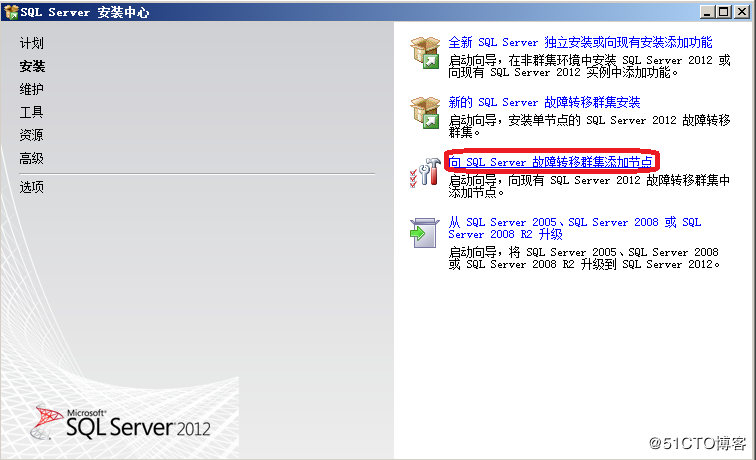 SQL Server 安装中心
计划
安装
维护
工具
资源
高级
选项
全新 SQL Server 独立安装或向现有安装添加功能
启动向导，在非群集环境中安装 SQL Server 2012 或
向现有 SQL Server 2012 实例中添加功能。
新的 SQL Server 故障转移群集安装
启动向导，安装单节点的 SQL Server 2012 故障转移
群集。
向 SQL Server 故障转移群集添加节点
启动向导，向现有 SQL Server 2012 故障转移群集中
添加节点。
从 SQL Server 2005、SQL Server 2008 或 SQL
Server 2008 R2 升级
启动向导，将 SQL Server 2005、SQL Server 2008
或 SQL Server 2008 R2 升级到 SQL Server 2012。
Microsoft®
SQL Server 2012
@51CTO博客